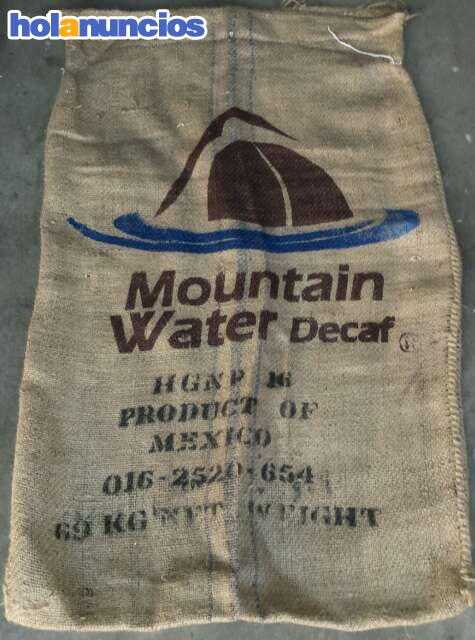 holanuncios
Mountain
Water Decaf
HGNP 16
PRODUCT OF
MEXICO
016-2520-654
69 KG NET WEIGHT